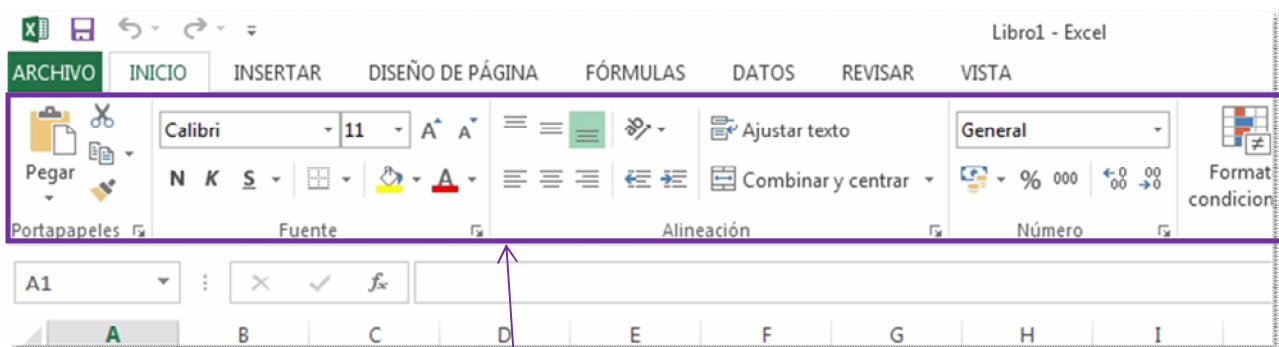 Libro1 - Excel
ARCHIVO INICIO INSERTAR DISEÑO DE PÁGINA FÓRMULAS DATOS REVISAR VISTA
Calibri 11 A A Ajustar texto General
Pegar N K S A Combinar y centrar % 000 Format
condicion
Portapapeles Fuente Alineación Número
A1 fx
A B C D E F G H I